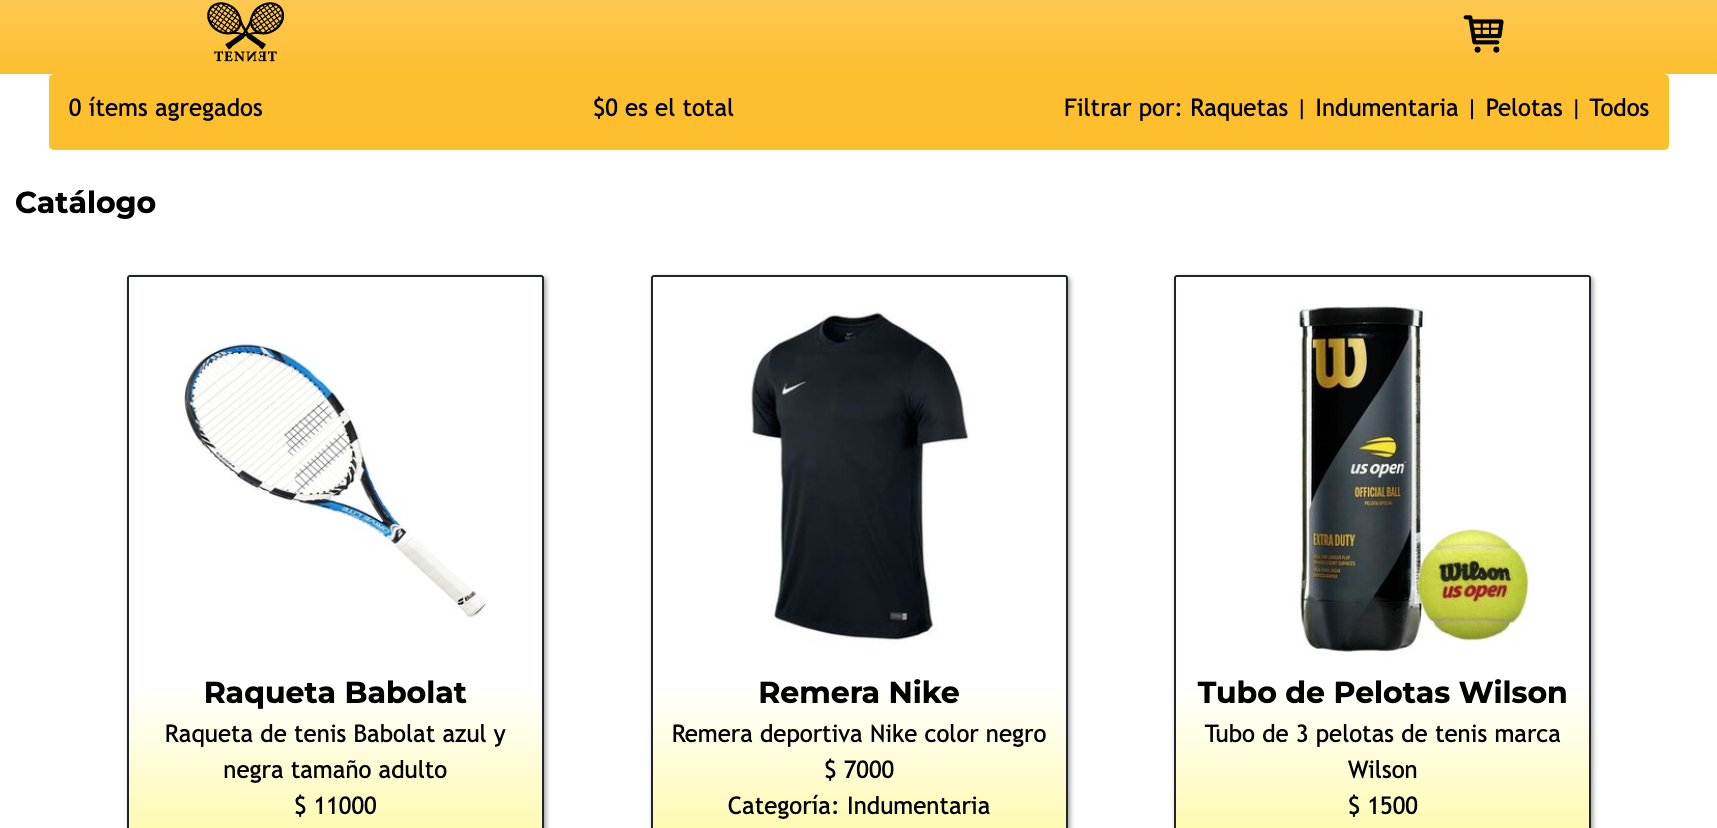 TENNET
0 ítems agregados
$0 es el total
Filtrar por: Raquetas | Indumentaria | Pelotas | Todos
Catálogo
W
us open
OFFICIAL BALL
EXTRA DUTY
Wilson
us open
Raqueta Babolat
Raqueta de tenis Babolat azul y
negra tamaño adulto
$ 11000
Remera Nike
Remera deportiva Nike color negro
$ 7000
Categoría: Indumentaria
Tubo de Pelotas Wilson
Tubo de 3 pelotas de tenis marca
Wilson
$ 1500